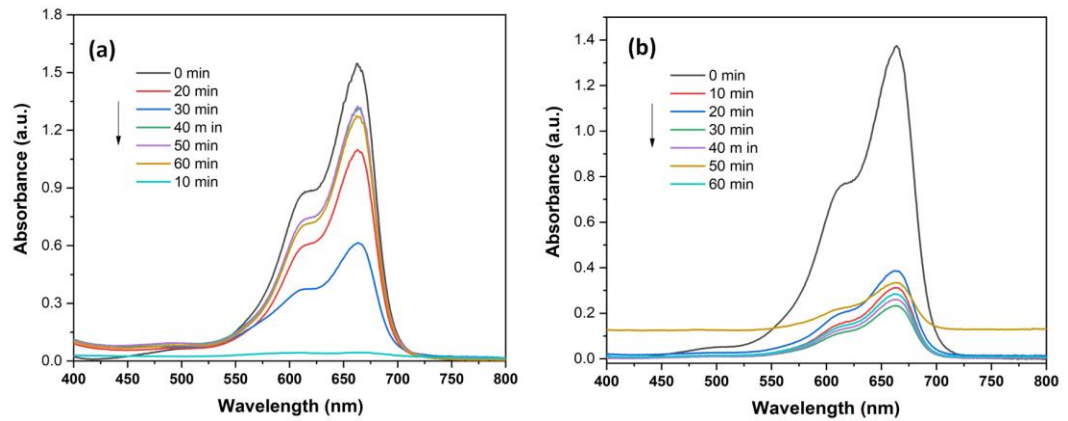 (a)
1.8
1.5
1.2
0.9
0.6
0.3
0.0
Absorbance (a.u.)
0 min
20 min
30 min
40 m in
50 min
60 min
10 min
400 450 500 550 600 650 700 750 800
Wavelength (nm)
(b)
1.4
1.2
1.0
0.8
0.6
0.4
0.2
0.0
Absorbance (a.u.)
0 min
10 min
20 min
30 min
40 m in
50 min
60 min
400 450 500 550 600 650 700 750 800
Wavelength (nm)